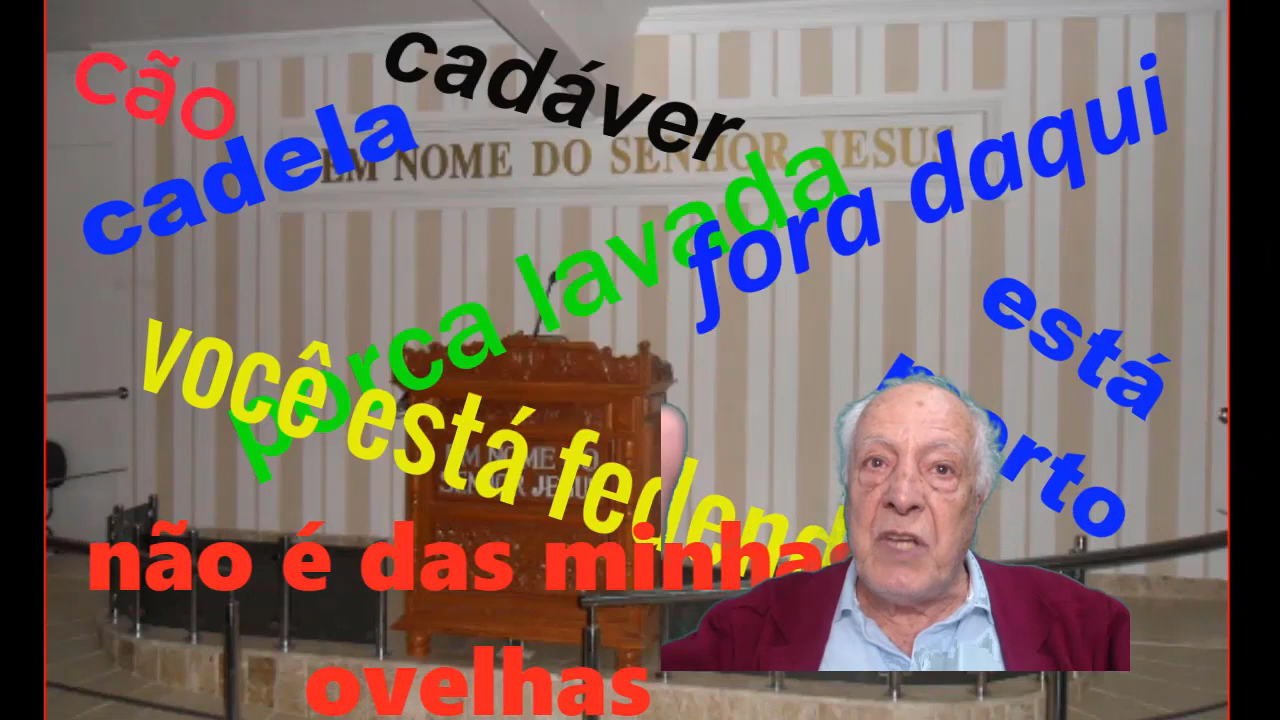 cão
cadáver
cadela
EM NOME DO SENHOR JESUS
fora daqui
porca lavada
está
você está fedend
EM NOME DO
SENHOR JESUS
não é das minhas
ovelhas